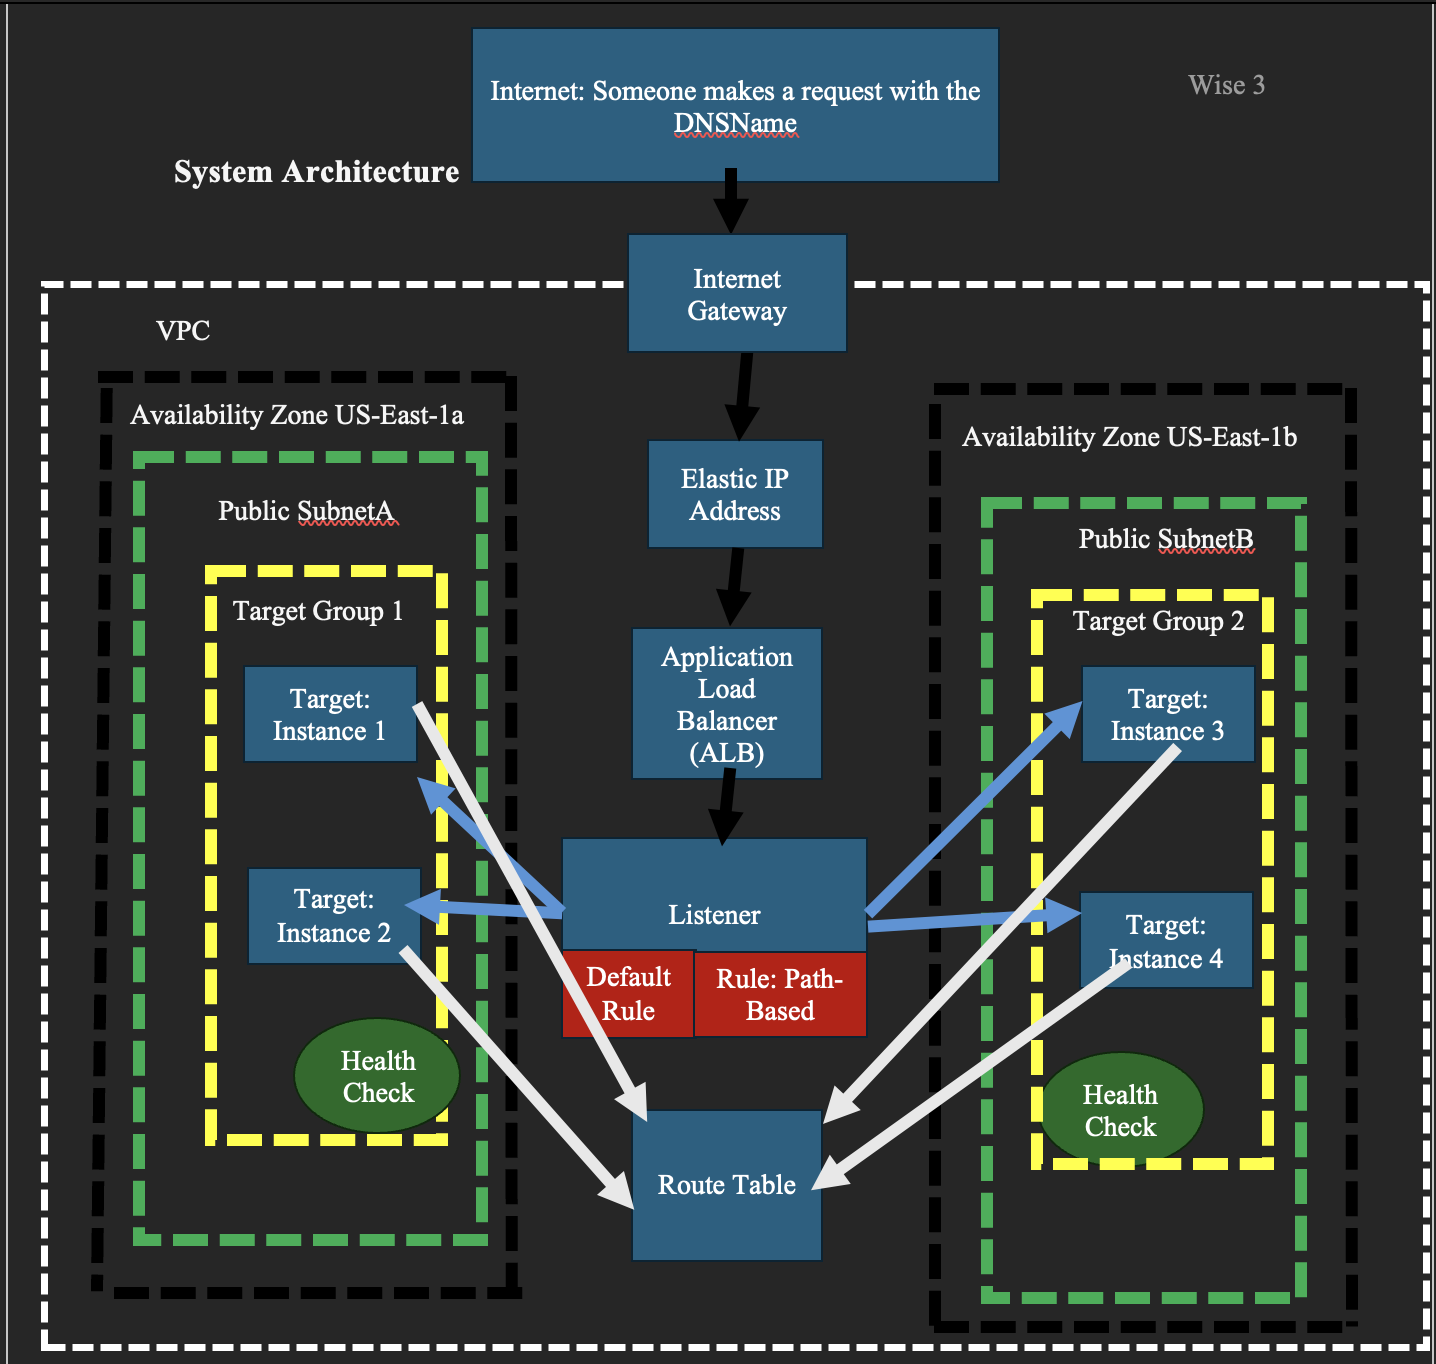 Internet: Someone makes a request with the
DNSName
Wise 3
System Architecture
Internet
Gateway
VPC
Availability Zone US-East-1a
Public SubnetA
Target Group 1
Target:
Instance 1
Target:
Instance 2
Health
Check
Elastic IP
Address
Application
Load
Balancer
(ALB)
Listener
Default
Rule
Rule: Path-
Based
Route Table
Availability Zone US-East-1b
Public SubnetB
Target Group 2
Target:
Instance 3
Target:
Instance 4
Health
Check